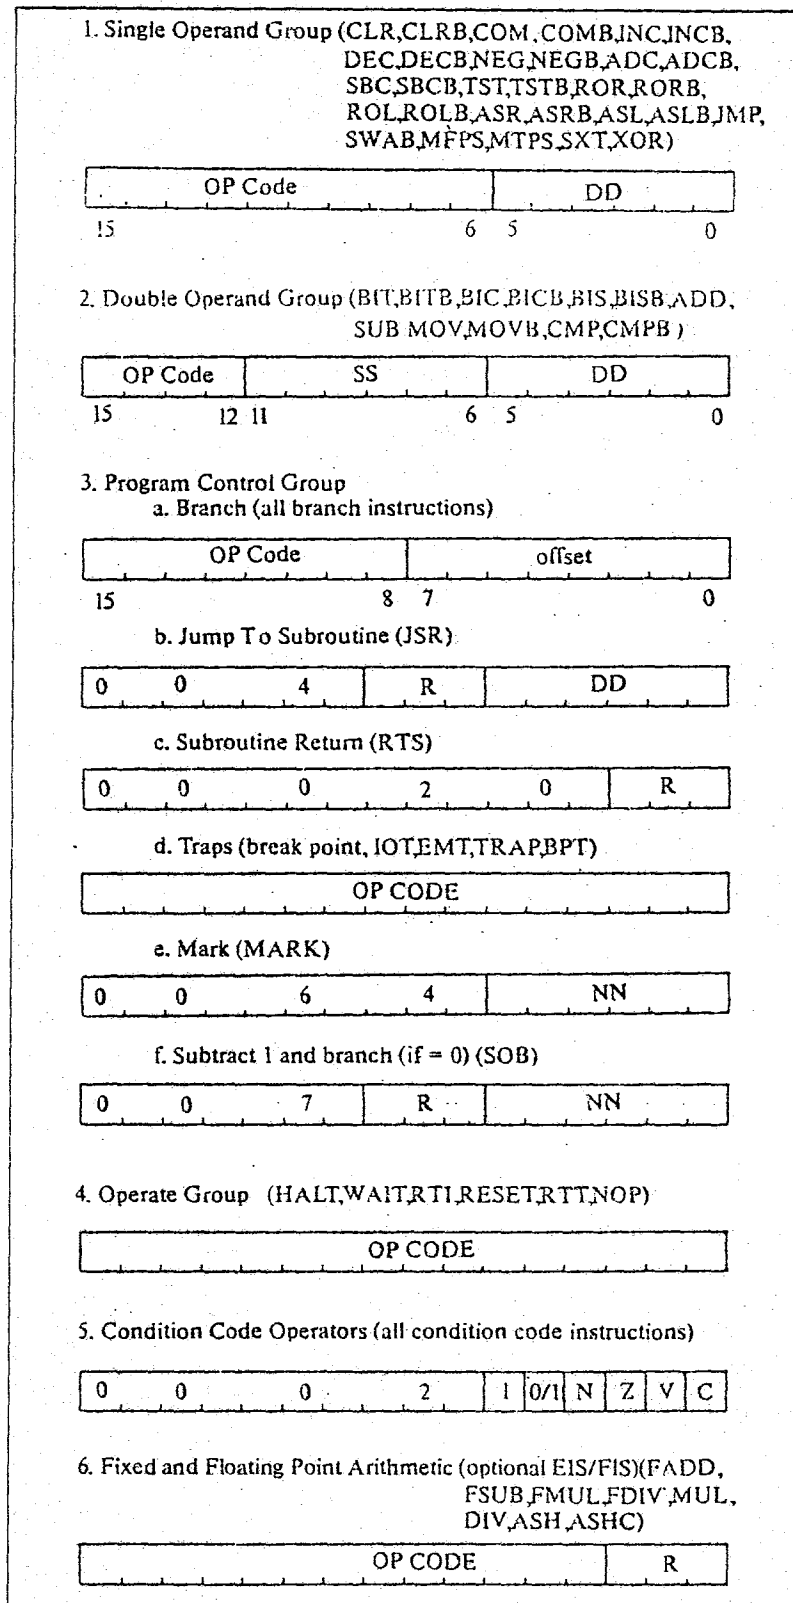 1. Single Operand Group (CLR,CLRB,COM,COMB,INC,INCB,
DEC,DECB,NEG,NEGB,ADC,ADCB,
SBC,SBCB,TST,TSTB,ROR,RORB,
ROL,ROLB,ASR,ASRB,ASL,ASLB,JMP,
SWAB,MFPS,MTPS,SXT,XOR)
OP Code DD
15 6 5 0
2. Double Operand Group (BIT,BITB,BIC,BICB,BIS,BISB,ADD,
SUB MOV,MOVB,CMP,CMPB )
OP Code SS DD
15 12 11 6 5 0
3. Program Control Group
a. Branch (all branch instructions)
OP Code offset
15 8 7 0
b. Jump To Subroutine (JSR)
0 0 4 R DD
c. Subroutine Return (RTS)
0 0 0 2 0 R
d. Traps (break point, IOT,EMT,TRAP,BPT)
OP CODE
e. Mark (MARK)
0 0 6 4 NN
f. Subtract 1 and branch (if = 0) (SOB)
0 0 7 R NN
4. Operate Group (HALT,WAIT,RTI,RESET,RTT,NOP)
OP CODE
5. Condition Code Operators (all condition code instructions)
0 0 0 2 1 0/1 N Z V C
6. Fixed and Floating Point Arithmetic (optional EIS/FIS)(FADD,
FSUB,FMUL,FDIV,MUL,
DIV,ASH,ASHC)
OP CODE R